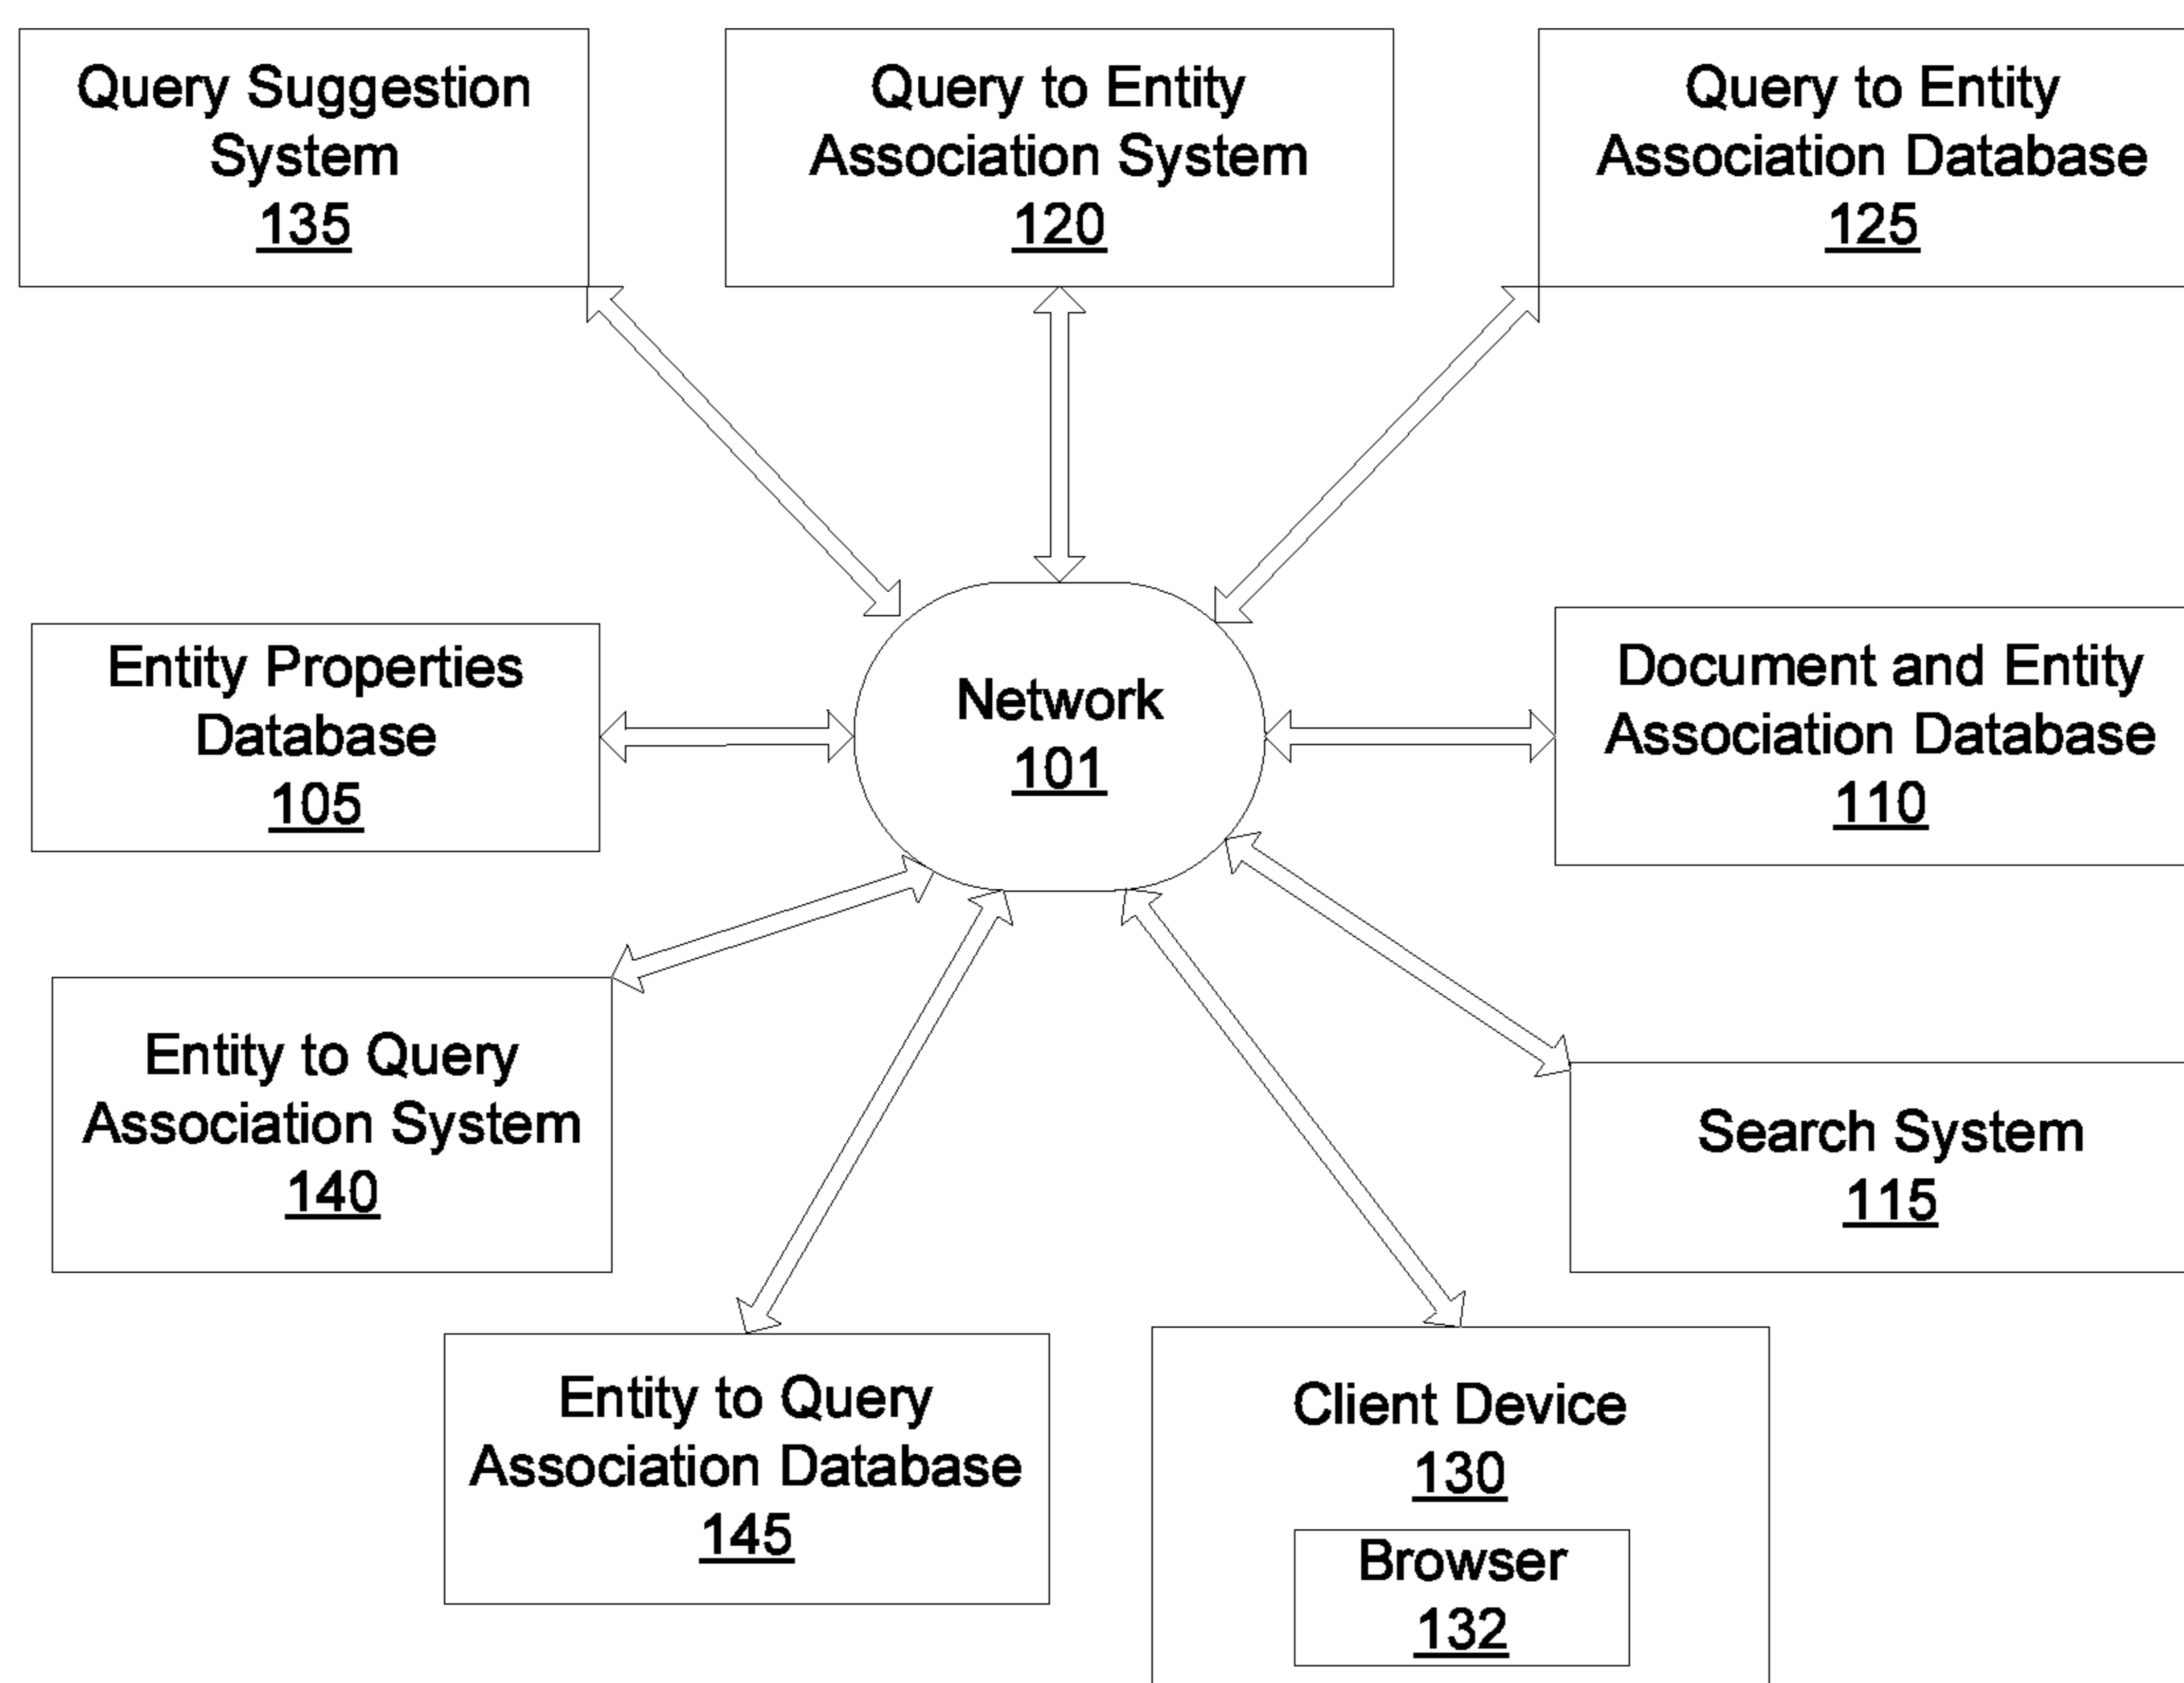 Query Suggestion
System
135
Query to Entity
Association System
120
Query to Entity
Association Database
125
Entity Properties
Database
105
Network
101
Document and Entity
Association Database
110
Entity to Query
Association System
140
Search System
115
Entity to Query
Association Database
145
Client Device
130
Browser
132